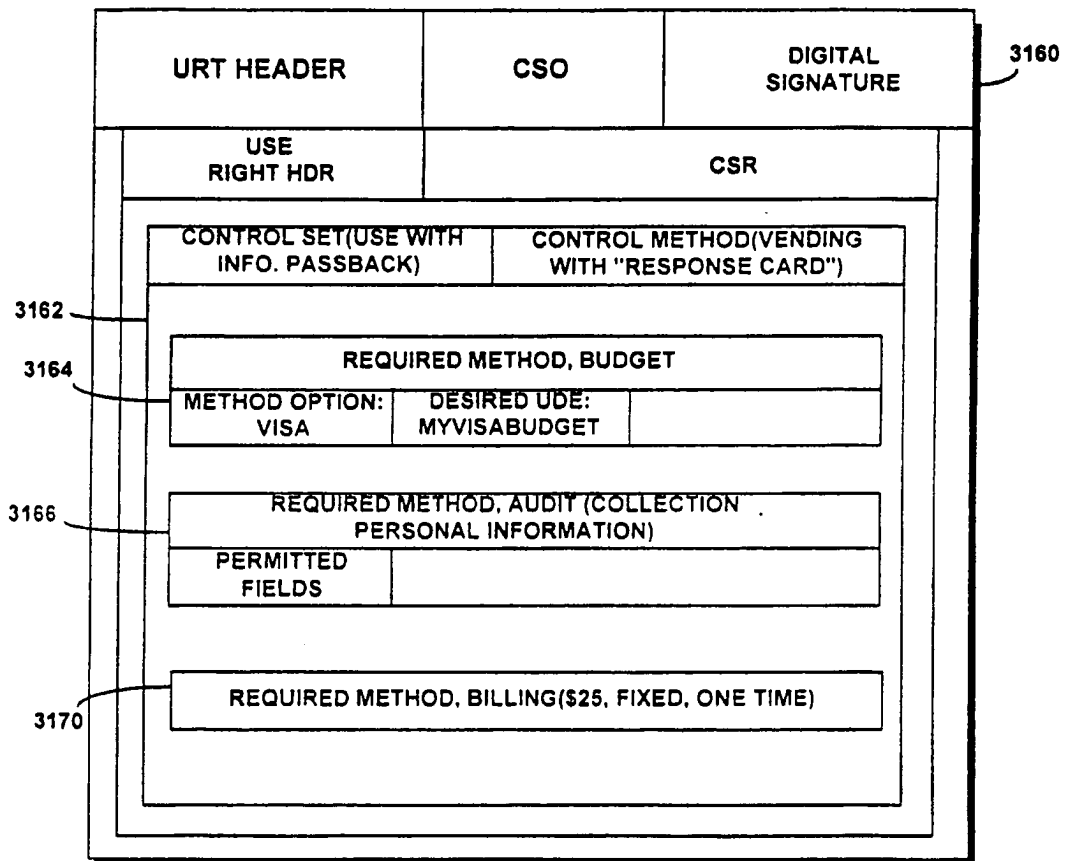 URT HEADER
CSO
DIGITAL
SIGNATURE
3160
USE
RIGHT HDR
CSR
CONTROL SET(USE WITH
INFO. PASSBACK)
CONTROL METHOD(VENDING
WITH "RESPONSE CARD")
3162
REQUIRED METHOD, BUDGET
3164
METHOD OPTION:
VISA
DESIRED UDE:
MYVISABUDGET
REQUIRED METHOD, AUDIT (COLLECTION
PERSONAL INFORMATION)
3166
PERMITTED
FIELDS
REQUIRED METHOD, BILLING($25, FIXED, ONE TIME)
3170